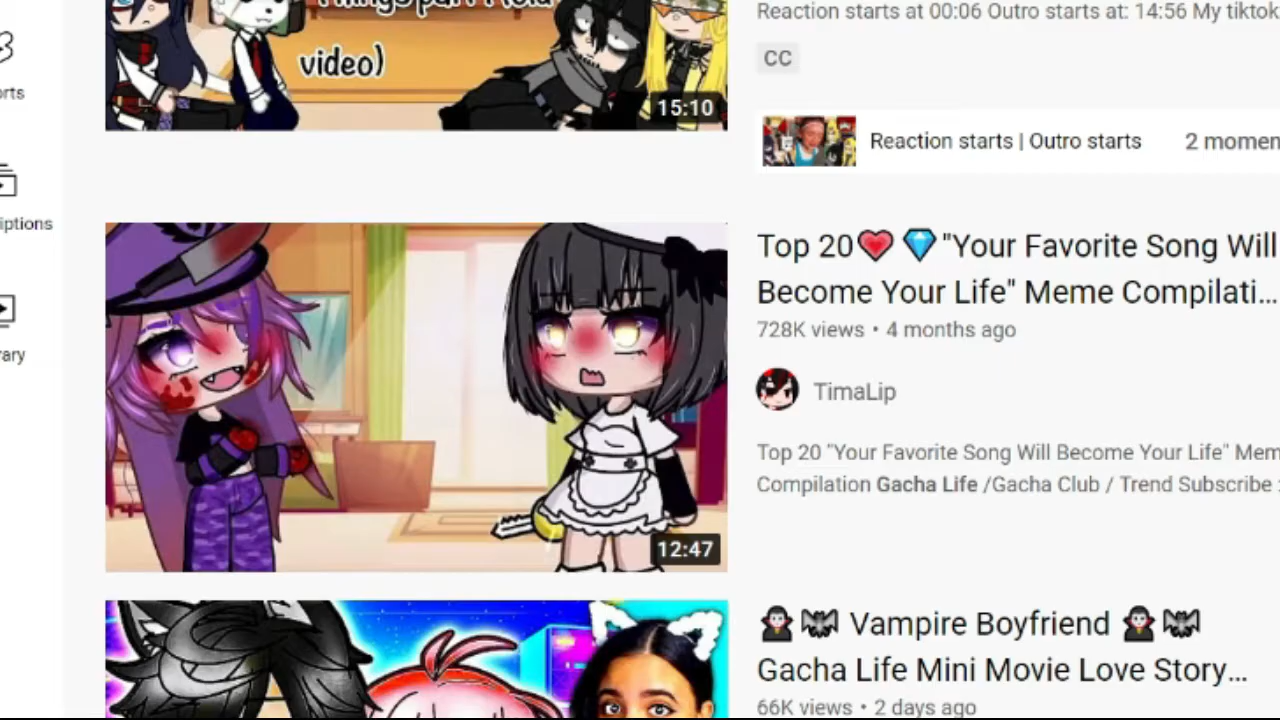 Reaction starts at 00:06 Outro starts at: 14:56 My tiktok
video)
CC
orts
15:10
Reaction starts | Outro starts 2 momen
iptions
Top 20❤️ 💎"Your Favorite Song Will
Become Your Life" Meme Compilati...
728K views • 4 months ago
rary
TimaLip
Top 20 "Your Favorite Song Will Become Your Life" Mem
Compilation Gacha Life /Gacha Club / Trend Subscribe :
12:47
🧛 🦇 Vampire Boyfriend 🧛 🦇
Gacha Life Mini Movie Love Story...
66K views • 2 days ago